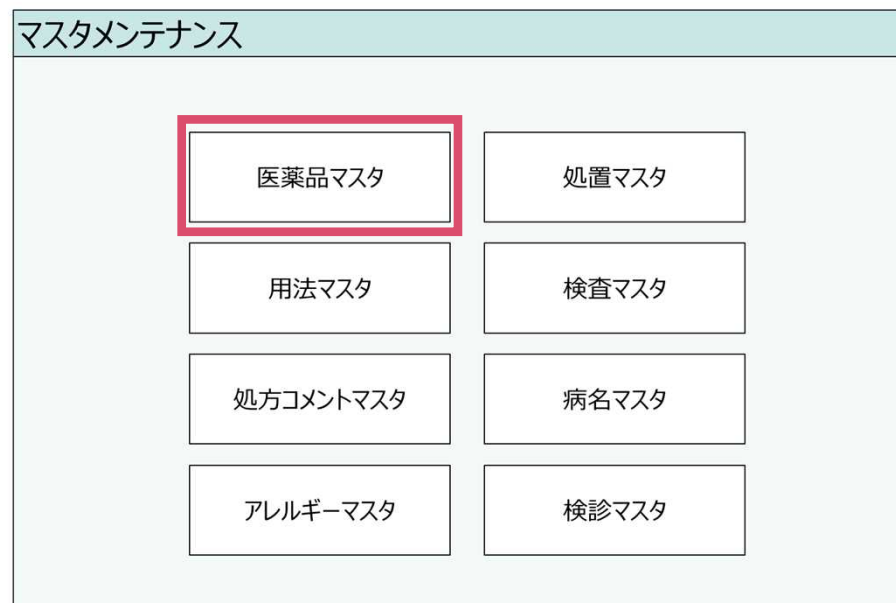 マスタメンテナンス
医薬品マスタ
処置マスタ
用法マスタ
検査マスタ
処方コメントマスタ
病名マスタ
アレルギーマスタ
検診マスタ